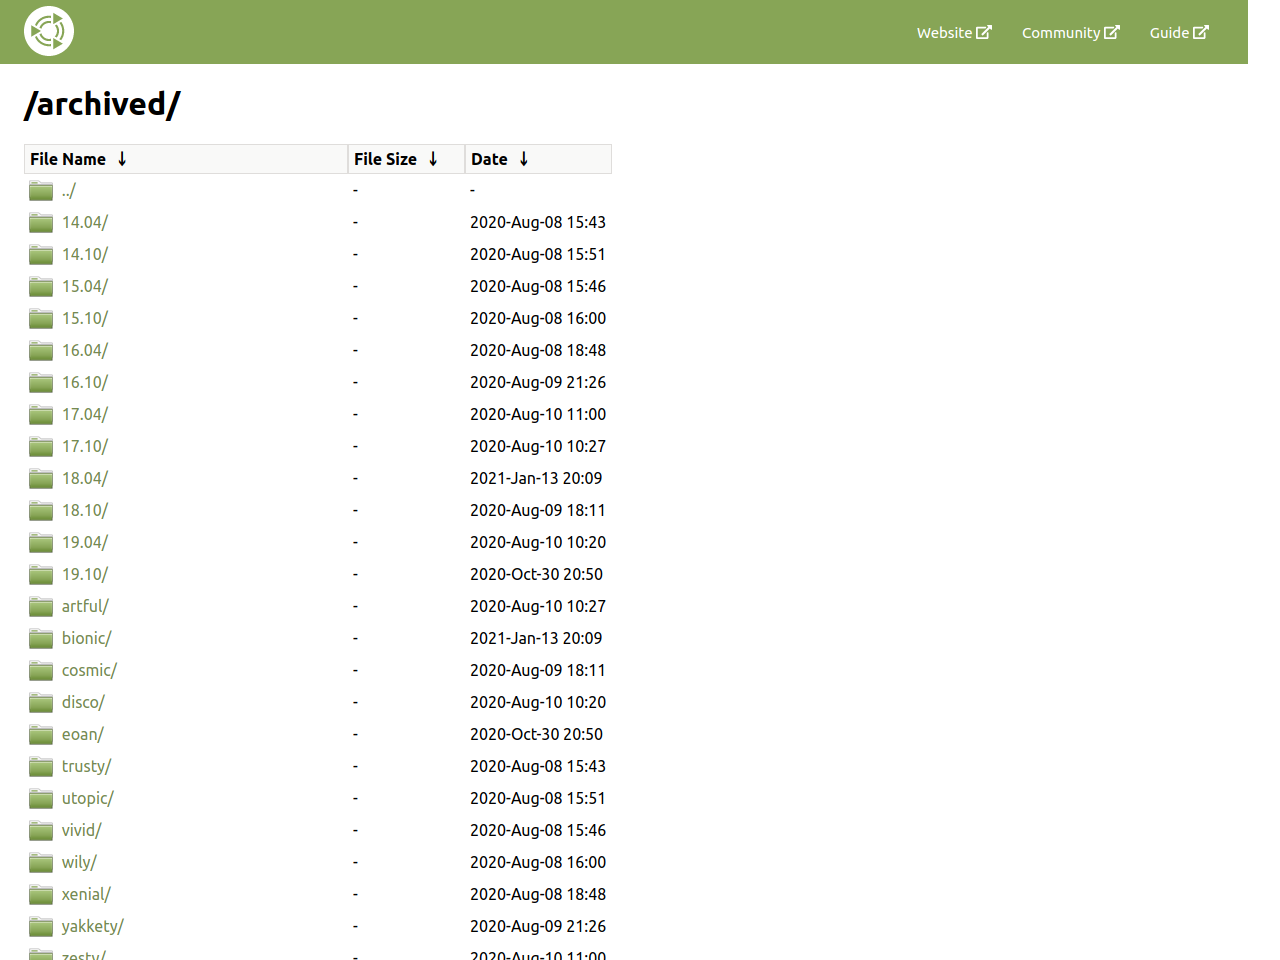 Website Community Guide
/archived/
File Name ↓ File Size ↓ Date ↓
../ - -
14.04/ - 2020-Aug-08 15:43
14.10/ - 2020-Aug-08 15:51
15.04/ - 2020-Aug-08 15:46
15.10/ - 2020-Aug-08 16:00
16.04/ - 2020-Aug-08 18:48
16.10/ - 2020-Aug-09 21:26
17.04/ - 2020-Aug-10 11:00
17.10/ - 2020-Aug-10 10:27
18.04/ - 2021-Jan-13 20:09
18.10/ - 2020-Aug-09 18:11
19.04/ - 2020-Aug-10 10:20
19.10/ - 2020-Oct-30 20:50
artful/ - 2020-Aug-10 10:27
bionic/ - 2021-Jan-13 20:09
cosmic/ - 2020-Aug-09 18:11
disco/ - 2020-Aug-10 10:20
eoan/ - 2020-Oct-30 20:50
trusty/ - 2020-Aug-08 15:43
utopic/ - 2020-Aug-08 15:51
vivid/ - 2020-Aug-08 15:46
wily/ - 2020-Aug-08 16:00
xenial/ - 2020-Aug-08 18:48
yakkety/ - 2020-Aug-09 21:26
zesty/ - 2020-Aug-10 11:00